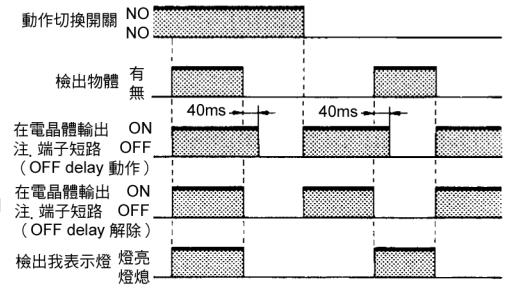 動作切換開關 NO
NO
檢出物體 有
無
40ms 40ms
在電晶體輸出 ON
注. 端子短路 OFF
（OFF delay 動作）
在電晶體輸出 ON
注. 端子短路 OFF
（OFF delay 解除）
檢出我表示燈 燈亮
燈熄